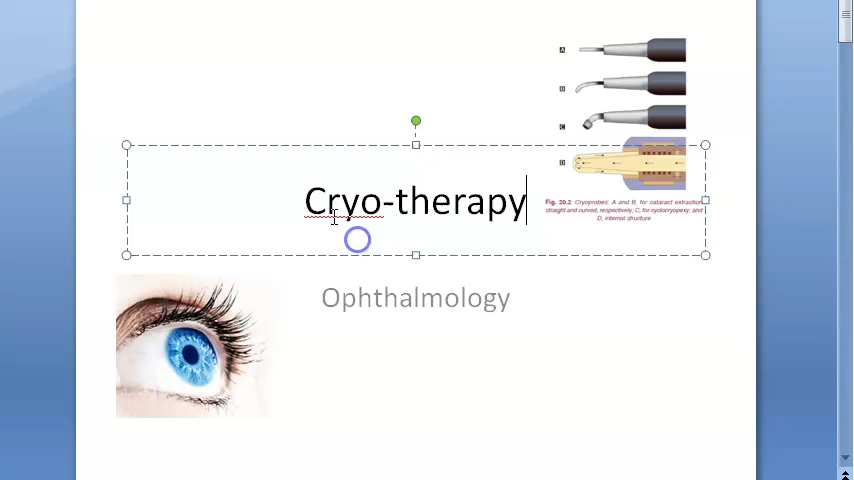 A
B
C
D
Fig. 20.2 Cryoprobes: A and B, for cataract extraction
straight and curved, respectively; C, for cyclocryopexy; and
D, internal structure
Cryo-therapy
Ophthalmology